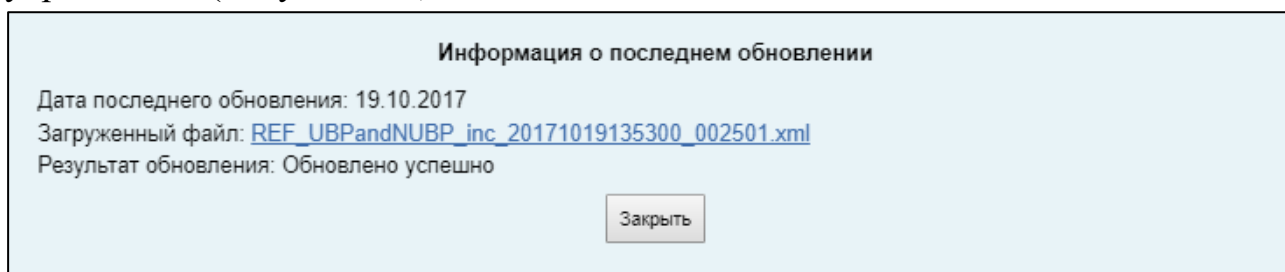 Информация о последнем обновлении
Дата последнего обновления: 19.10.2017
Загруженный файл: REF_UBPandNUBP_inc_20171019135300_002501.xml
Результат обновления: Обновлено успешно
Закрыть